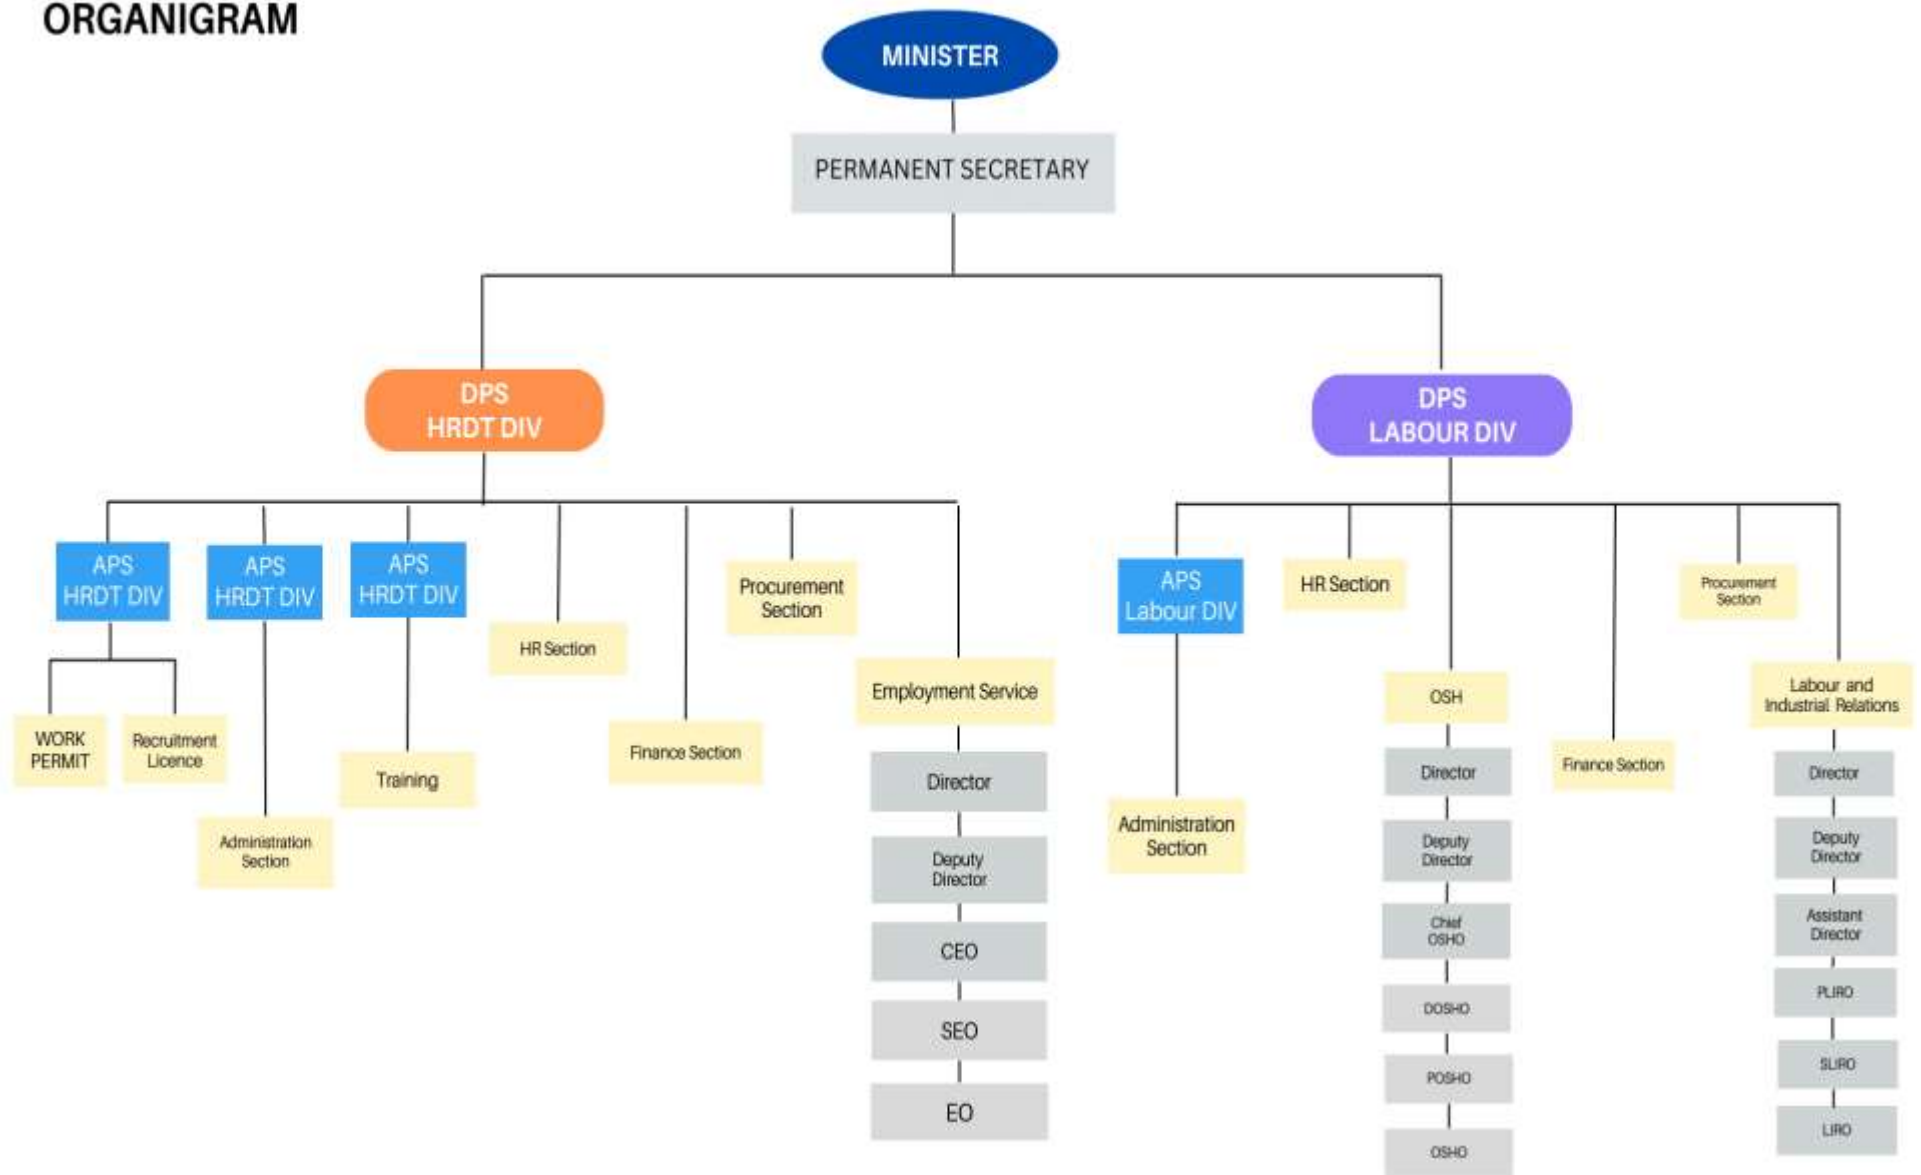 ORGANIGRAM
MINISTER
PERMANENT SECRETARY
DPS
HRDT DIV
DPS
LABOUR DIV
APS
HRDT DIV
APS
HRDT DIV
APS
HRDT DIV
HR Section
Finance Section
Procurement
Section
Employment Service
WORK
PERMIT
Recruitment
Licence
Administration
Section
Training
Director
Deputy
Director
CEO
SEO
EO
APS
Labour DIV
HR Section
OSH
Finance Section
Procurement
Section
Labour and
Industrial Relations
Administration
Section
Director
Deputy
Director
Chief
OSHO
DOSHO
POSHO
OSHO
Director
Deputy
Director
Assistant
Director
PLIRO
SLIRO
LIRO